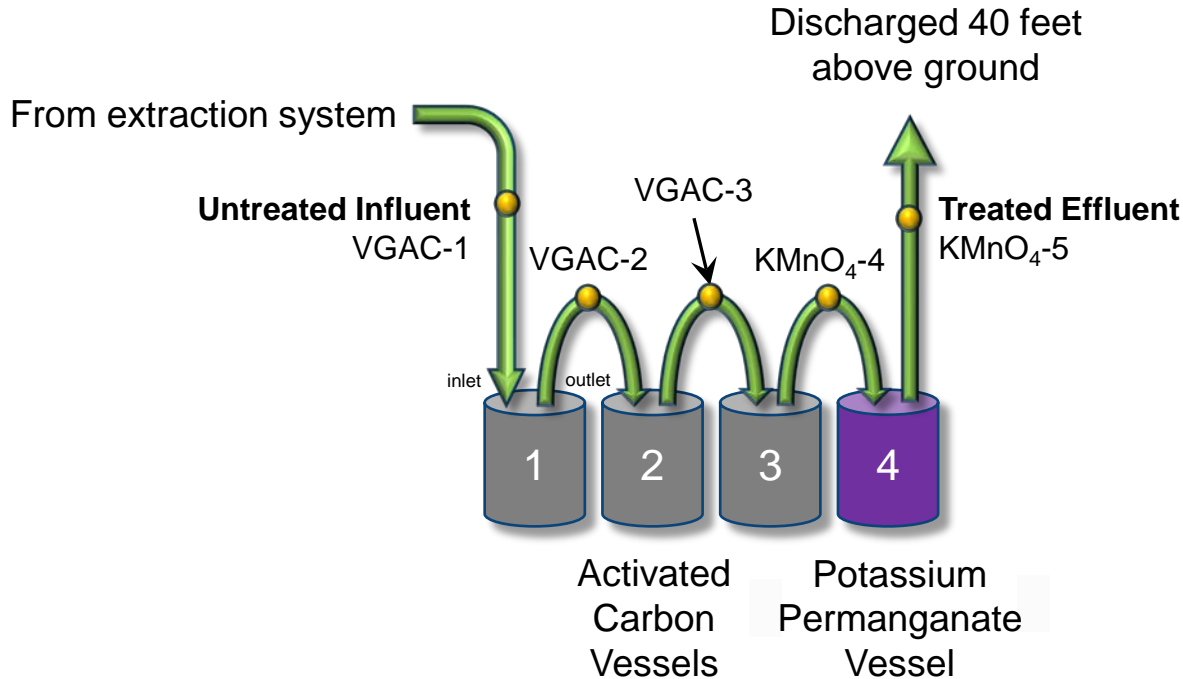 Discharged 40 feet
above ground
From extraction system
Untreated Influent
VGAC-1
VGAC-2
VGAC-3
KMnO₄-4
Treated Effluent
KMnO₄-5
inlet
outlet
1
2
3
4
Activated
Carbon
Vessels
Potassium
Permanganate
Vessel